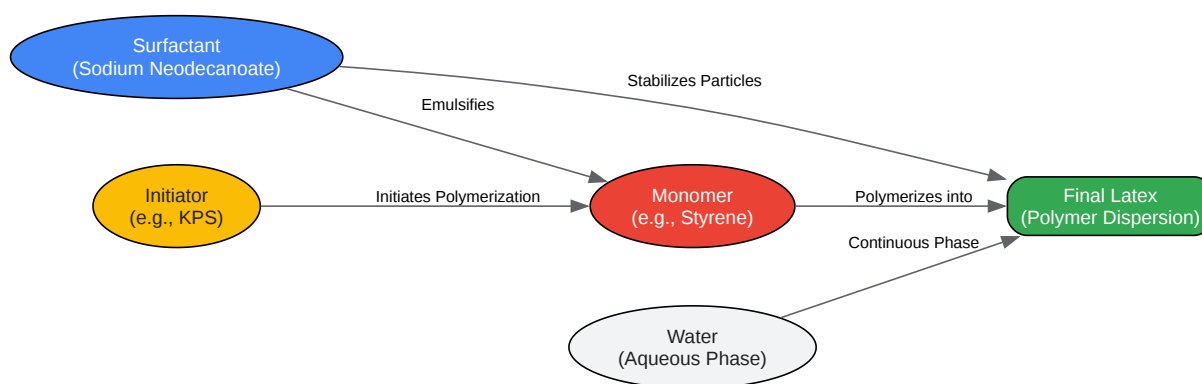 Surfactant
(Sodium Neodecanoate)
Stabilizes Particles
Emulsifies
Initiator
(e.g., KPS)
Initiates Polymerization
Monomer
(e.g., Styrene)
Polymerizes into
Final Latex
(Polymer Dispersion)
Continuous Phase
Water
(Aqueous Phase)